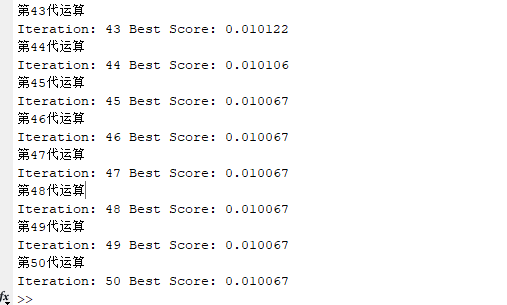 第43代运算
Iteration: 43 Best Score: 0.010122
第44代运算
Iteration: 44 Best Score: 0.010106
第45代运算
Iteration: 45 Best Score: 0.010067
第46代运算
Iteration: 46 Best Score: 0.010067
第47代运算
Iteration: 47 Best Score: 0.010067
第48代运算
Iteration: 48 Best Score: 0.010067
第49代运算
Iteration: 49 Best Score: 0.010067
第50代运算
Iteration: 50 Best Score: 0.010067
fx >>